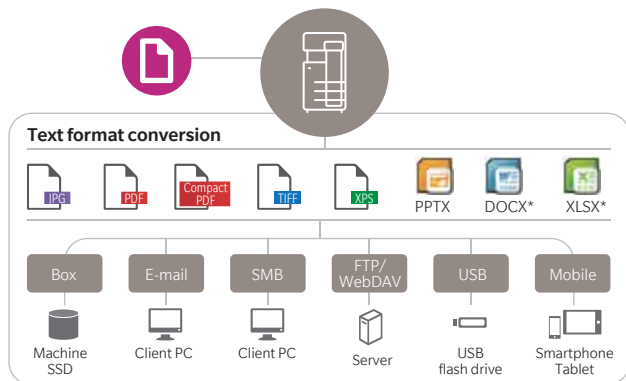 Text format conversion
JPG
PDF
Compact
PDF
TIFF
XPS
PPTX
DOCX*
XLSX*
Box
E-mail
SMB
FTP/
WebDAV
USB
Mobile
Machine
SSD
Client PC
Client PC
Server
USB
flash drive
Smartphone
Tablet